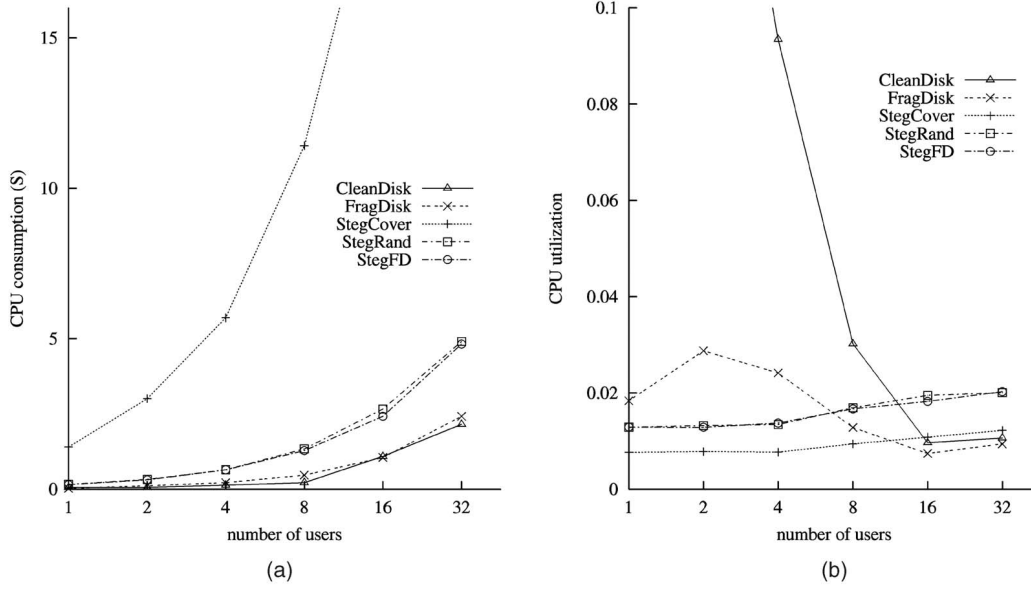 15
10
5
0
CPU consumption (S)
CleanDisk
FragDisk
StegCover
StegRand
StegFD
1 2 4 8 16 32
number of users
(a)
0.1
0.08
0.06
0.04
0.02
0
CPU utilization
CleanDisk
FragDisk
StegCover
StegRand
StegFD
1 2 4 8 16 32
number of users
(b)